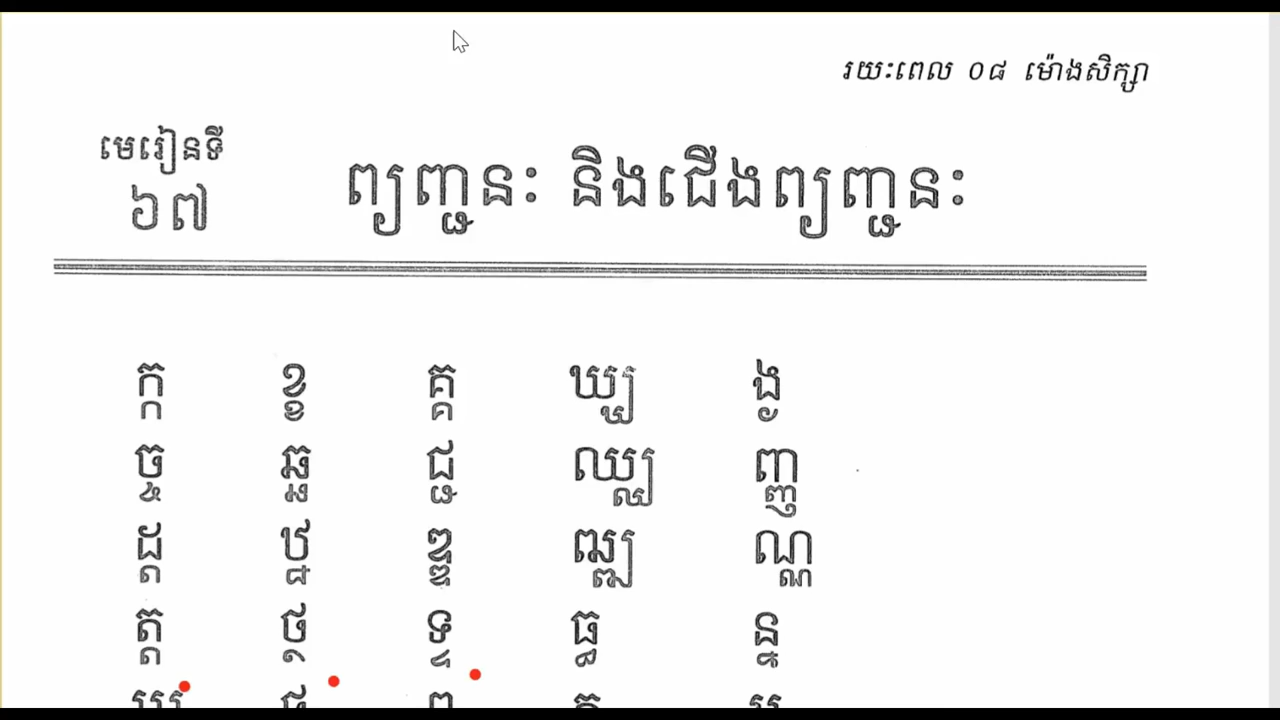 រយៈពេល ០៨ ម៉ោងសិក្សា
មេរៀនទី
៦៧
ព្យញ្ជនៈ និងជើងព្យញ្ជនៈ
ក្ក ខ្ខ គ្គ ឃ្ឃ ង្ង
ច្ច ឆ្ឆ ជ្ជ ឈ្ឈ ញ្ញ
ដ្ដ ឋ្ឋ ឌ្ឌ ឍ្ឍ ណ្ណ
ត្ត ថ្ថ ទ្ទ ធ្ធ ន្ន